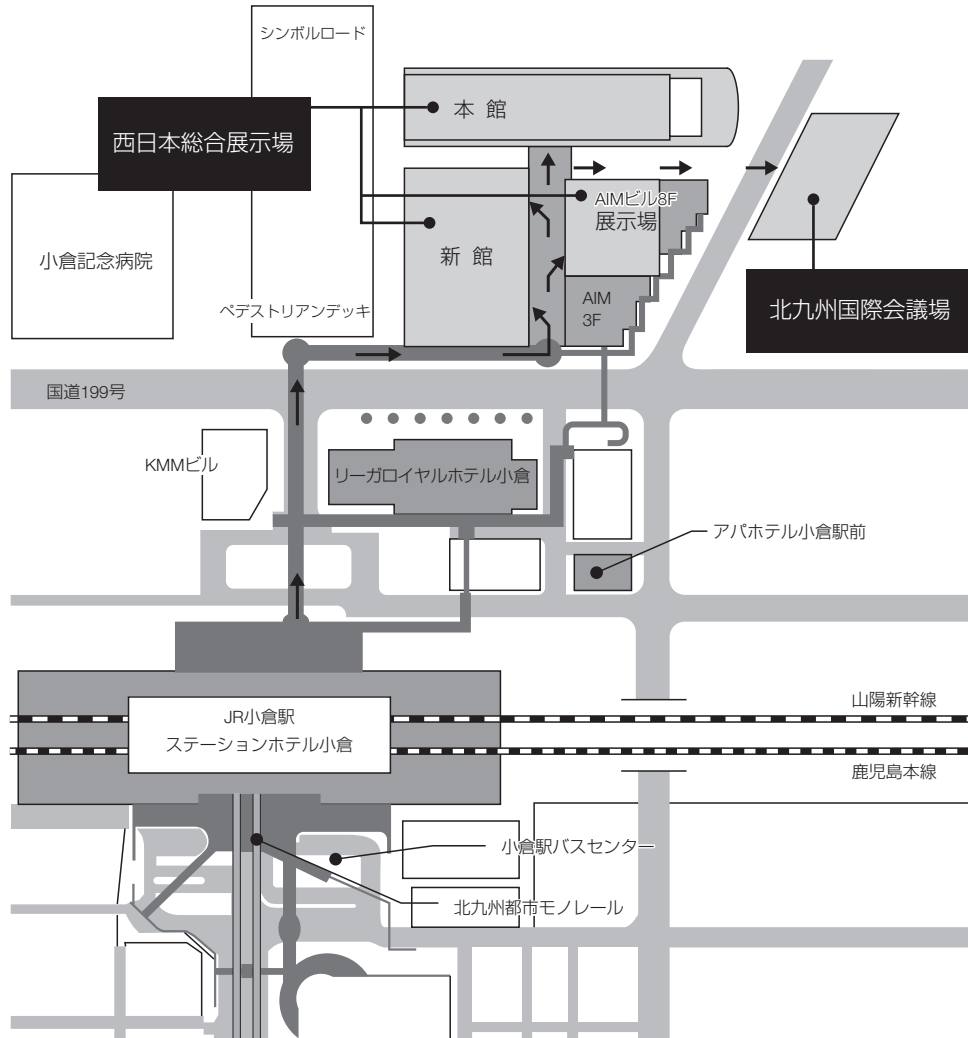 シンボルロード
本 館
西日本総合展示場
AIMビル8F
展示場
小倉記念病院
新 館
ペデストリアンデッキ
AIM
3F
北九州国際会議場
国道199号
KMMビル
リーガロイヤルホテル小倉
アパホテル小倉駅前
JR小倉駅
ステーションホテル小倉
山陽新幹線
鹿児島本線
小倉駅バスセンター
北九州都市モノレール